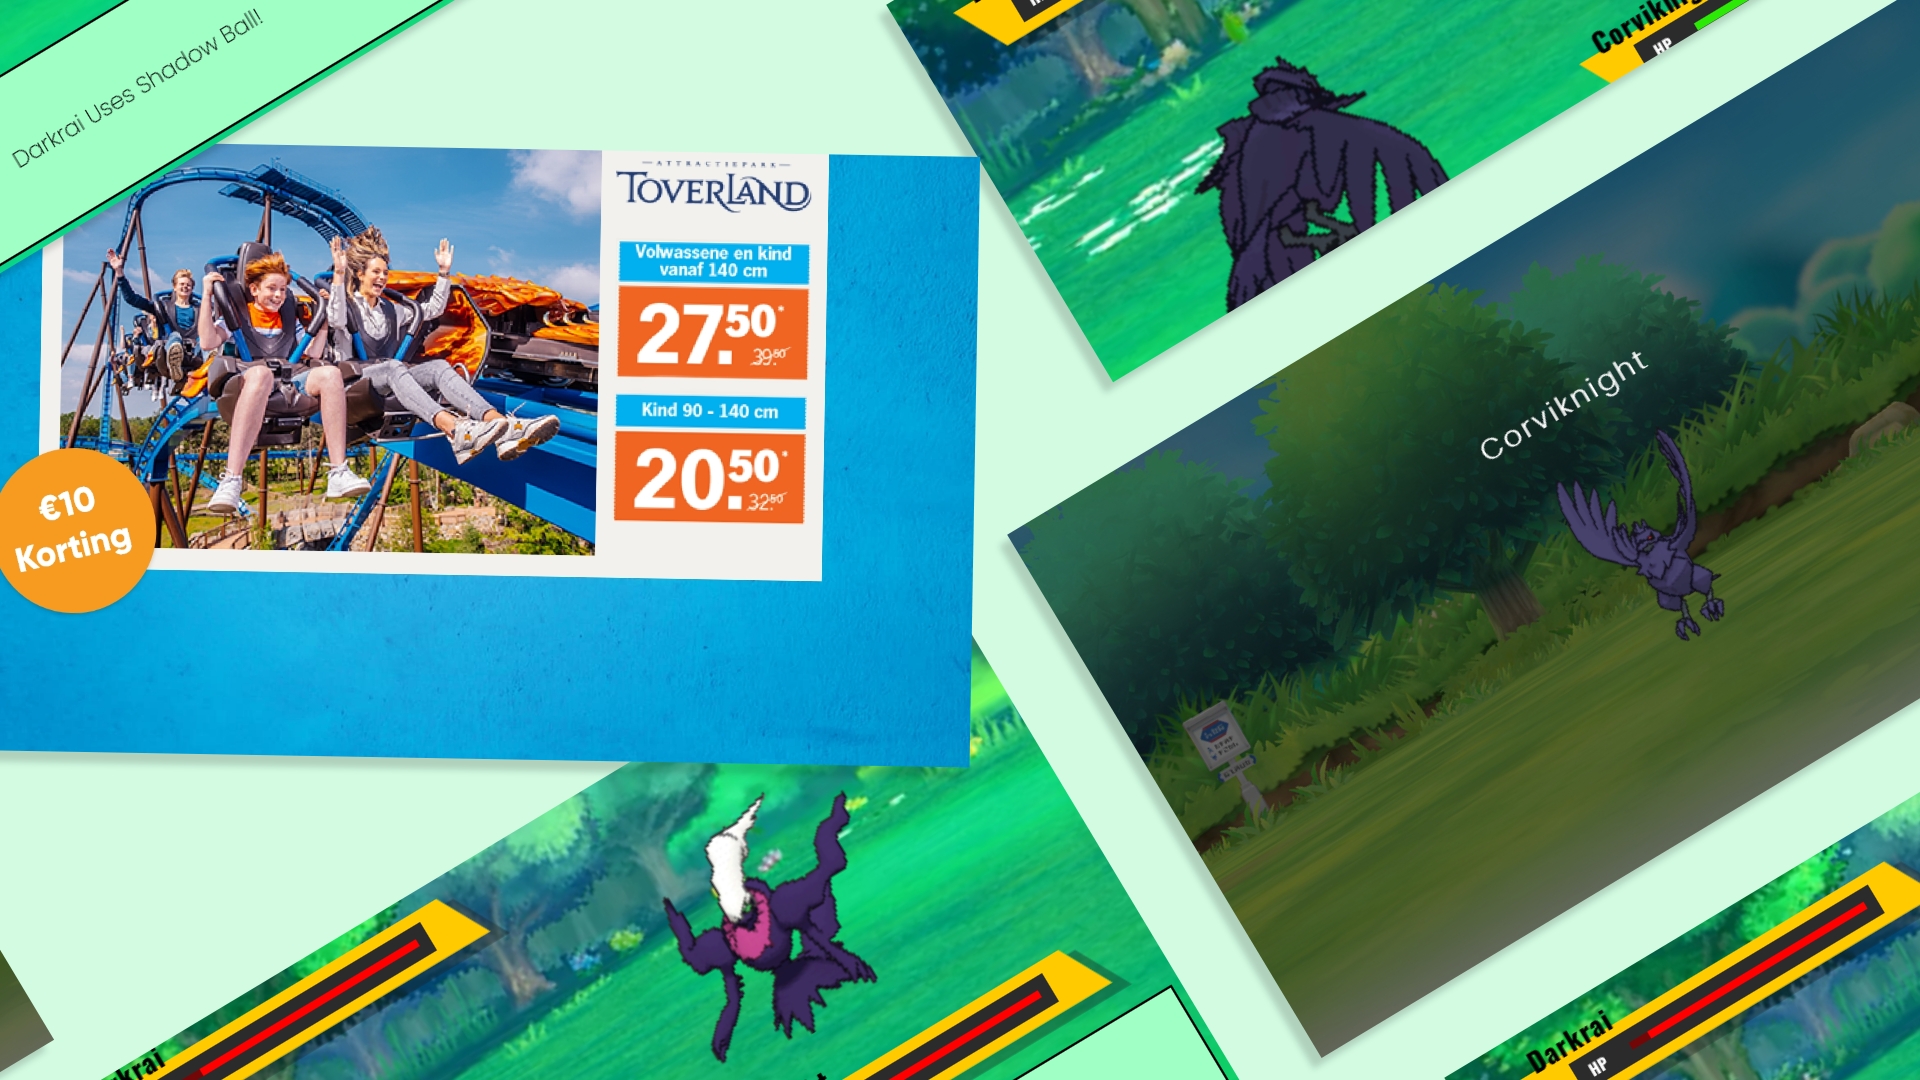 Darkrai Uses Shadow Ball!
ATTRACTIEPARK
TOVERLAND
Volwassene en kind
vanaf 140 cm
27.50*
39.50
Kind 90 - 140 cm
20.50*
32.50
€10
Korting
HP
Corviknight
Darkrai
HP